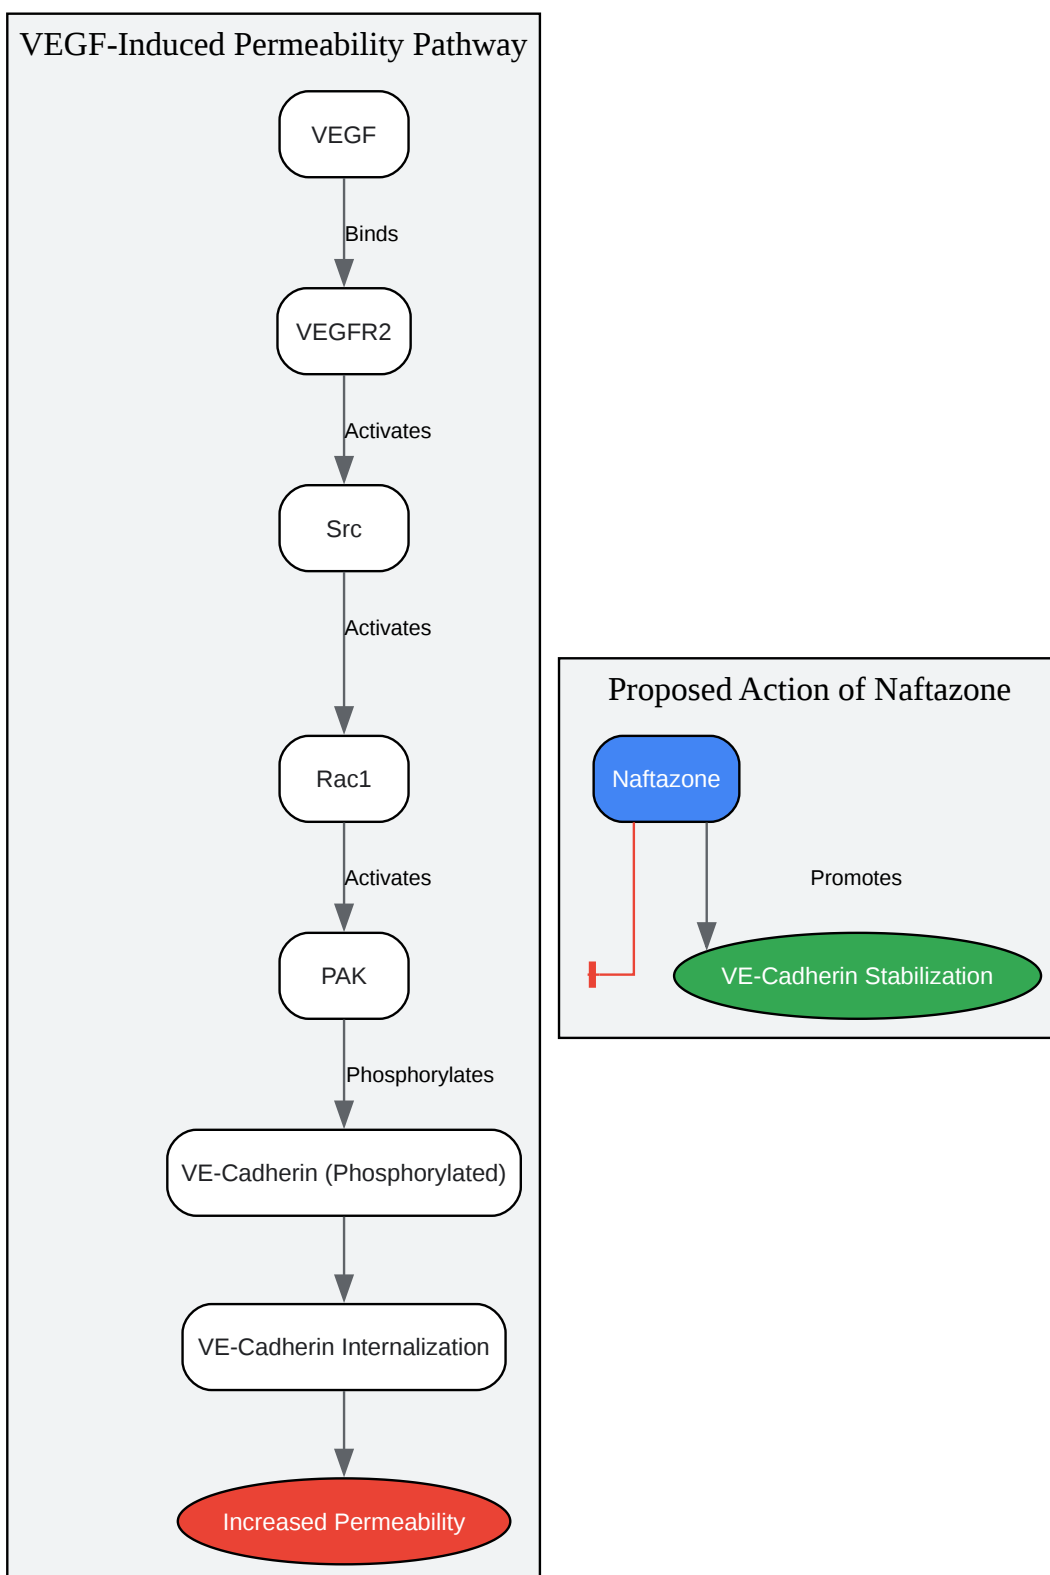 VEGF-Induced Permeability Pathway
VEGF
Binds
VEGFR2
Activates
Src
Activates
Rac1
Activates
PAK
Phosphorylates
VE-Cadherin (Phosphorylated)
VE-Cadherin Internalization
Increased Permeability
Proposed Action of Naftazone
Naftazone
Promotes
VE-Cadherin Stabilization